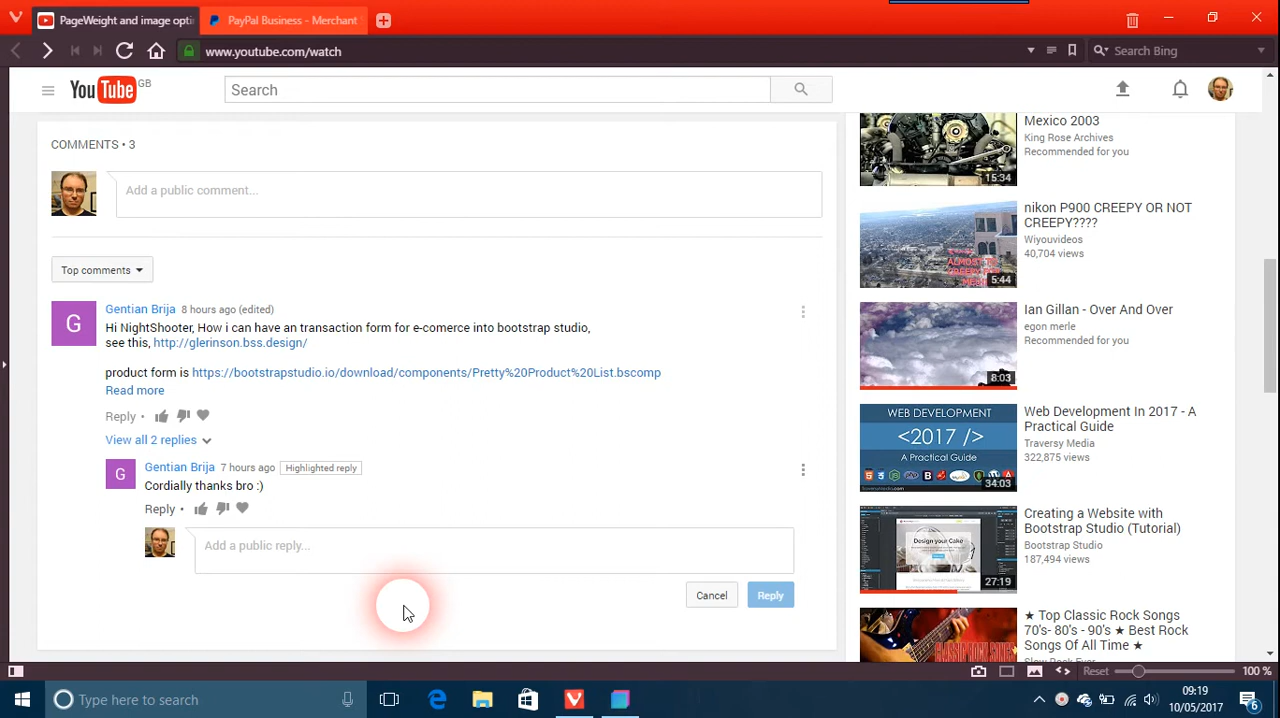 PageWeight and image opti
PayPal Business - Merchant
www.youtube.com/watch
Search Bing
YouTube GB
Search
COMMENTS • 3
Add a public comment...
Top comments
G
Gentian Brija 8 hours ago (edited)
Hi NightShooter, How i can have an transaction form for e-comerce into bootstrap studio,
see this, http://glerinson.bss.design/
product form is https://bootstrapstudio.io/download/components/Pretty%20Product%20List.bscomp
Read more
Reply •
View all 2 replies
G
Gentian Brija 7 hours ago Highlighted reply
Cordially thanks bro :)
Reply •
Add a public reply...
Cancel
Reply
15:34
Mexico 2003
King Rose Archives
Recommended for you
5:44
nikon P900 CREEPY OR NOT
CREEPY????
Wiyouvideos
40,704 views
8:03
Ian Gillan - Over And Over
egon merle
Recommended for you
WEB DEVELOPMENT
<2017 />
A Practical Guide
34:03
Web Development In 2017 - A
Practical Guide
Traversy Media
322,875 views
Design your Cake
27:19
Creating a Website with
Bootstrap Studio (Tutorial)
Bootstrap Studio
187,494 views
CLASSIC ROCK SONGS
★ Top Classic Rock Songs
70's- 80's - 90's ★ Best Rock
Songs Of All Time ★
Reset
100 %
Type here to search
09:19
10/05/2017
6